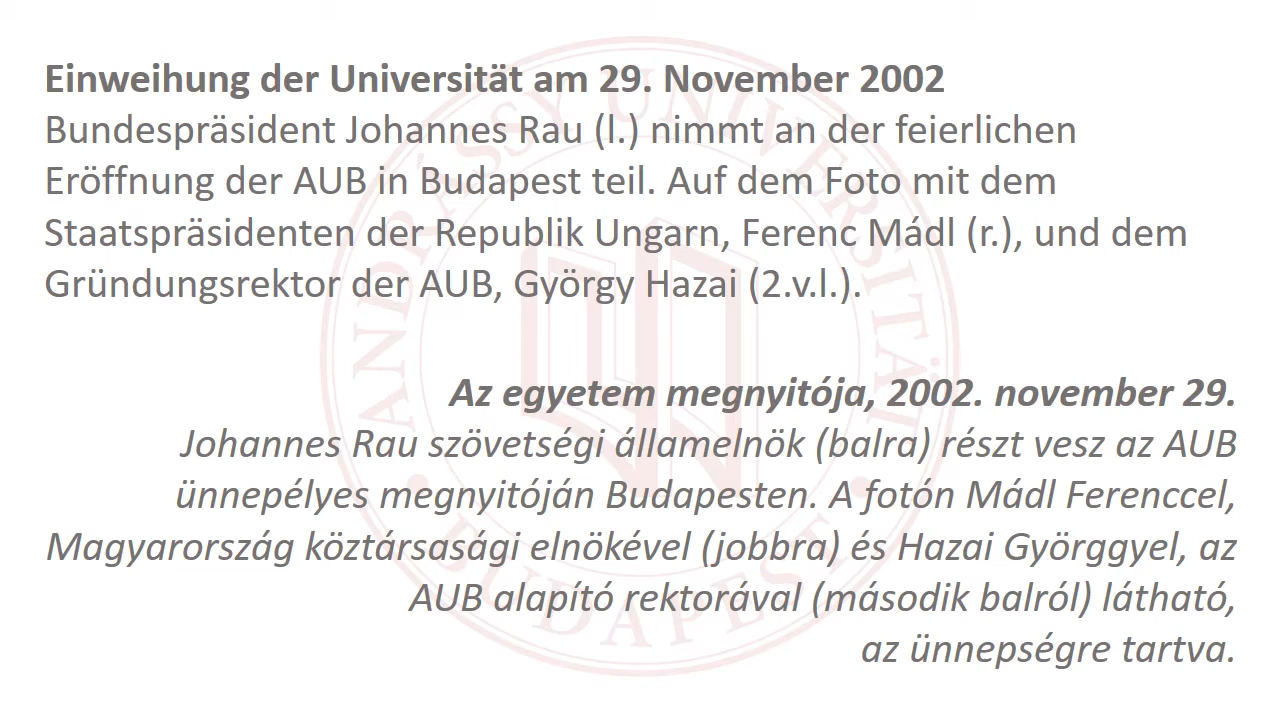 Einweihung der Universität am 29. November 2002
Bundespräsident Johannes Rau (l.) nimmt an der feierlichen
Eröffnung der AUB in Budapest teil. Auf dem Foto mit dem
Staatspräsidenten der Republik Ungarn, Ferenc Mádl (r.), und dem
Gründungsrektor der AUB, György Hazai (2.v.l.).
Az egyetem megnyitója, 2002. november 29.
Johannes Rau szövetségi államelnök (balra) részt vesz az AUB
ünnepélyes megnyitóján Budapesten. A fotón Mádl Ferenccel,
Magyarország köztársasági elnökével (jobbra) és Hazai Györggyel, az
AUB alapító rektorával (második balról) látható,
az ünnepségre tartva.
ANDRÁSSY UNIVERSITÄT
• BUDAPEST •